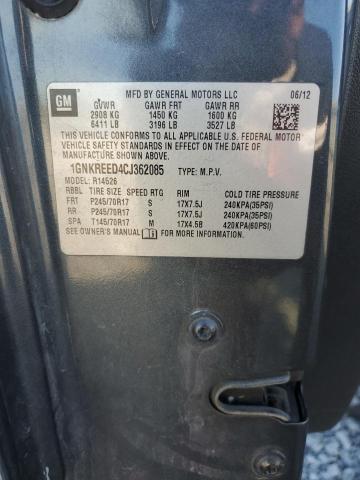 GM
MFD BY GENERAL MOTORS LLC 06/12
GVWR GAWR FRT GAWR RR
2908 KG 1450 KG 1600 KG
6411 LB 3196 LB 3527 LB
THIS VEHICLE CONFORMS TO ALL APPLICABLE U.S. FEDERAL MOTOR
VEHICLE SAFETY STANDARDS IN EFFECT ON THE DATE OF
MANUFACTURE SHOWN ABOVE.
1GNKREED4CJ362085 TYPE: M.P.V.
MODEL: R14526
RBBL TIRE SIZE SPEED RTG RIM COLD TIRE PRESSURE
FRT P245/70R17 S 17X7.5J 240KPA(35PSI)
RR P245/70R17 S 17X7.5J 240KPA(35PSI)
SPA T145/70R17 M 17X4.5B 420KPA(60PSI)
SEE OWNER'S MANUAL FOR MORE INFORMATION.